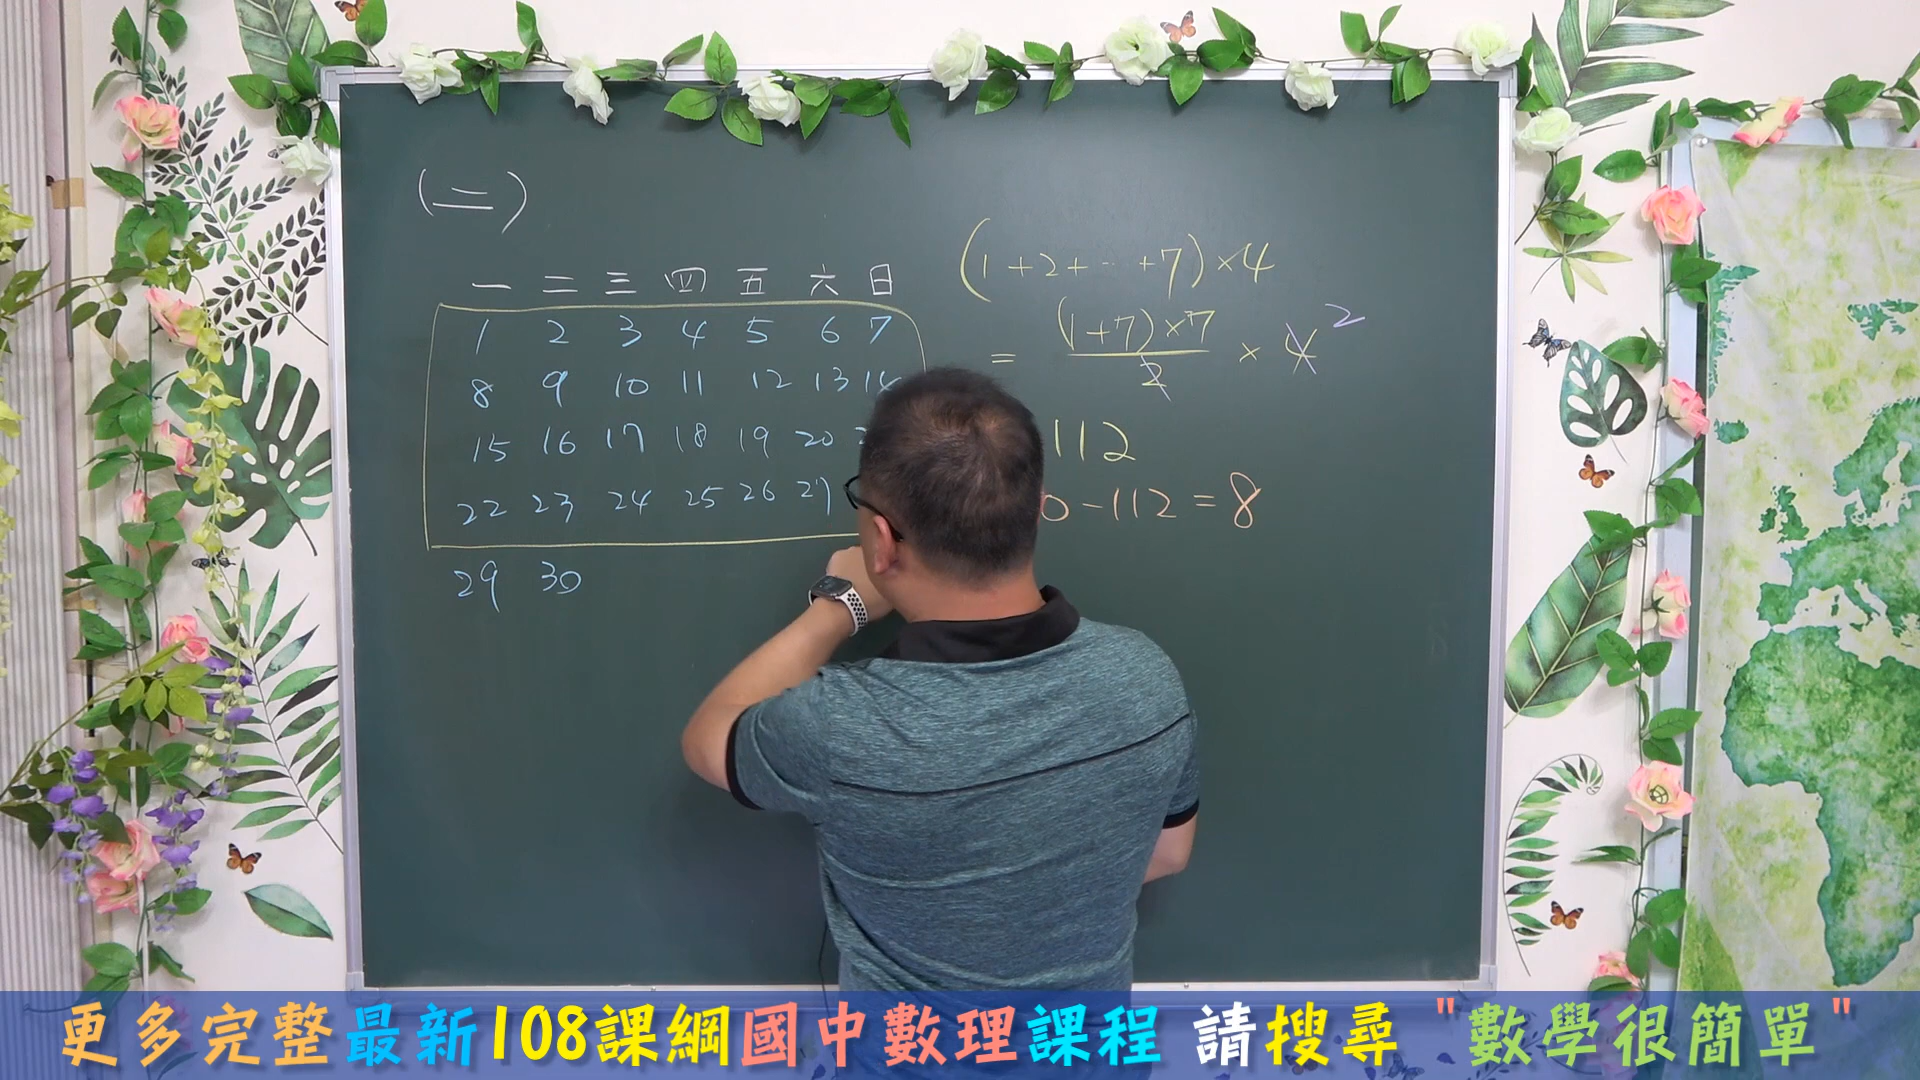 (二)
一 二 三 四 五 六 日
1 2 3 4 5 6 7
8 9 10 11 12 13 14
15 16 17 18 19 20
22 23 24 25 26 27
29 30
(1+2+…+7)×4
= (1+7)×7 / 2 × 4 2
112
0-112=8
更多完整最新108課綱國中數理課程 請搜尋 "數學很簡單"